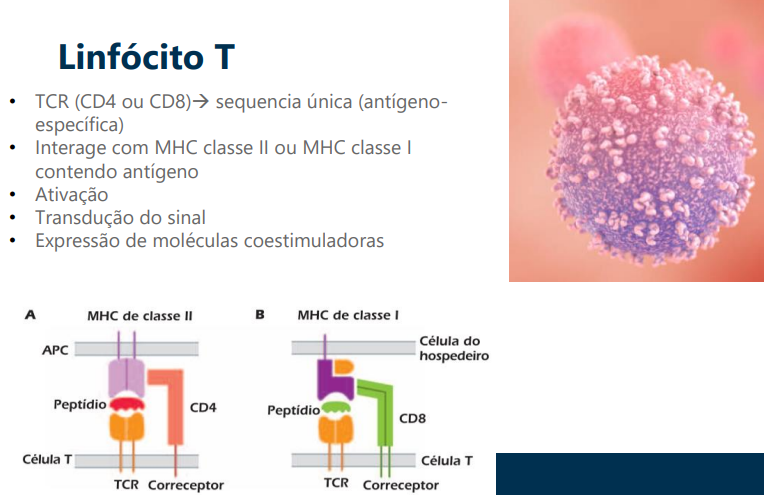 Linfócito T
• TCR (CD4 ou CD8)→ sequencia única (antígeno-
específica)
• Interage com MHC classe II ou MHC classe I
contendo antígeno
• Ativação
• Transdução do sinal
• Expressão de moléculas coestimuladoras
A MHC de classe II
APC
Peptídio
CD4
Célula T
TCR Correceptor
B MHC de classe I
Célula do
hospedeiro
Peptídio
CD8
Célula T
TCR Correceptor